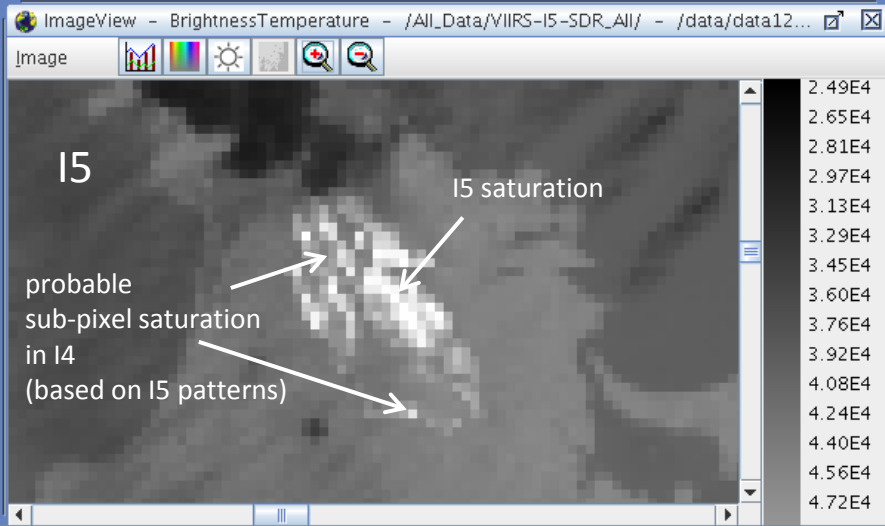 ImageView - BrightnessTemperature - /All_Data/VIIRS-I5-SDR_All/ - /data/data12...
Image
I5
I5 saturation
probable
sub-pixel saturation
in I4
(based on I5 patterns)
2.49E4
2.65E4
2.81E4
2.97E4
3.13E4
3.29E4
3.45E4
3.60E4
3.76E4
3.92E4
4.08E4
4.24E4
4.40E4
4.56E4
4.72E4